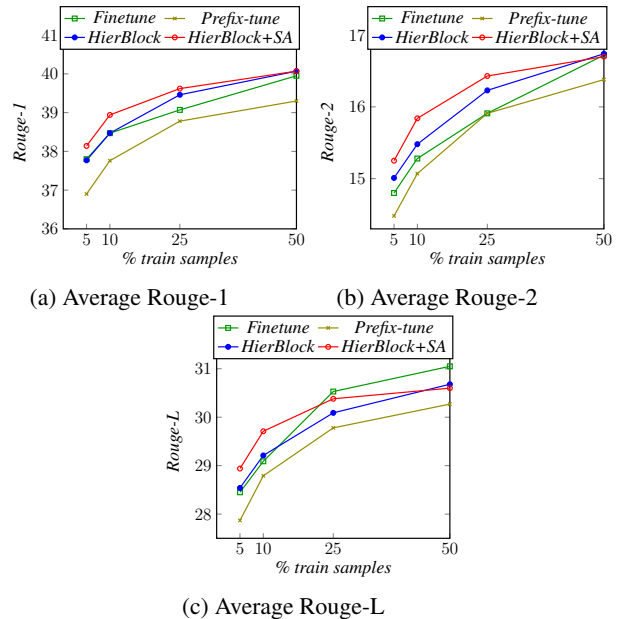 Finetune Prefix-tune
HierBlock HierBlock+SA
41
40
39
38
37
36
Rouge-1
5 10 25 50
% train samples
(a) Average Rouge-1
Finetune Prefix-tune
HierBlock HierBlock+SA
17
16
15
Rouge-2
5 10 25 50
% train samples
(b) Average Rouge-2
Finetune Prefix-tune
HierBlock HierBlock+SA
31
30
29
28
Rouge-L
5 10 25 50
% train samples
(c) Average Rouge-L